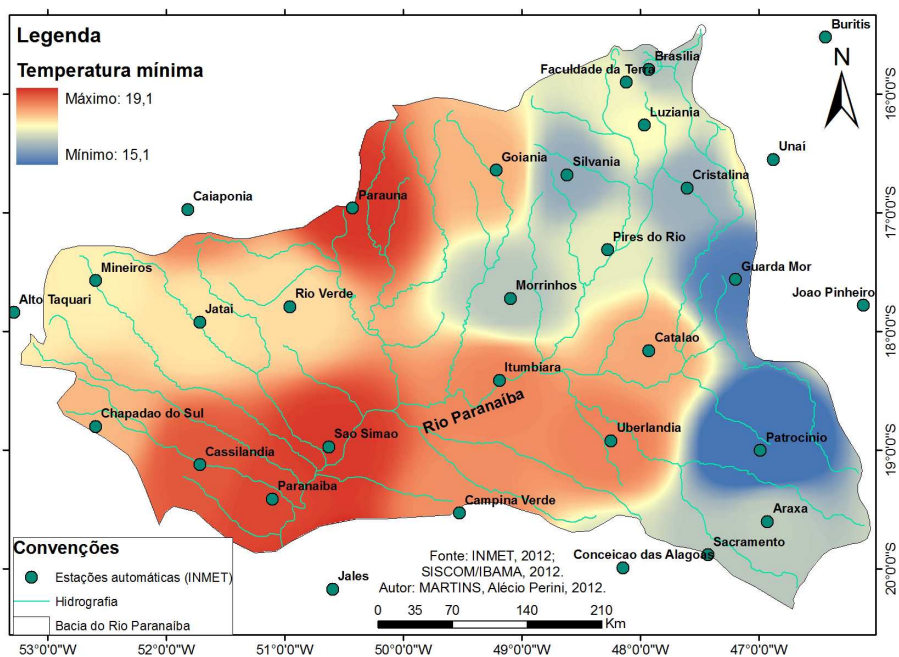 Legenda
Temperatura mínima
Máximo: 19,1
Mínimo: 15,1
Buritis
N
Brasilia
Faculdade da Terra
Luziania
16°0'0"S
Goiania
Silvania
Unaí
Cristalina
Caiaponia
Parauna
17°0'0"S
Pires do Rio
Mineiros
Guarda Mor
Alto Taquari
Jatai
Rio Verde
Morrinhos
Joao Pinheiro
18°0'0"S
Catalao
Itumbiara
Rio Paranaíba
Chapadao do Sul
Sao Simao
Uberlandia
Patrocinio
19°0'0"S
Cassilandia
Paranaiba
Campina Verde
Araxa
Sacramento
Convenções
Estações automáticas (INMET)
Hidrografia
Bacia do Rio Paranaíba
Jales
Fonte: INMET, 2012;
SISCOM/IBAMA, 2012.
Autor: MARTINS, Alécio Perini, 2012.
Conceicao das Alagoas
20°0'0"S
0 35 70 140 210
Km
53°0'0"W 52°0'0"W 51°0'0"W 50°0'0"W 49°0'0"W 48°0'0"W 47°0'0"W